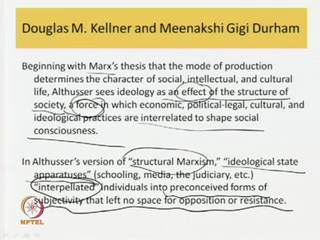 Douglas M. Kellner and Meenakshi Gigi Durham
Beginning with Marx's thesis that the mode of production
determines the character of social, intellectual, and cultural
life, Althusser sees ideology as an effect of the structure of
society, a force in which economic, political-legal, cultural, and
ideological practices are interrelated to shape social
consciousness.
In Althusser's version of "structural Marxism," "ideological state
apparatuses" (schooling, media, the judiciary, etc.)
"interpellated" individuals into preconceived forms of
subjectivity that left no space for opposition or resistance.
NPTEL